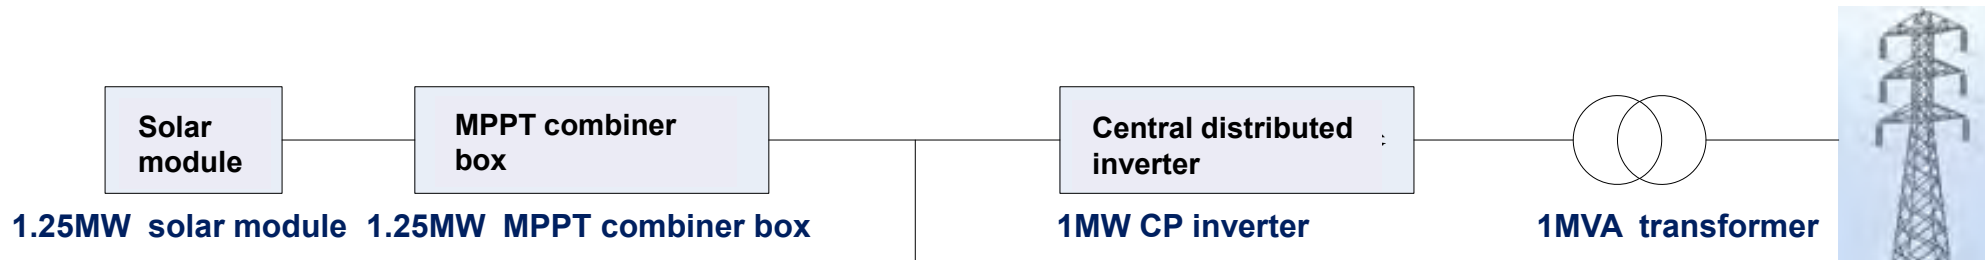 Solar
module
MPPT combiner
box
Central distributed
inverter
1.25MW  solar module
1.25MW  MPPT combiner box
1MW CP inverter
1MVA  transformer